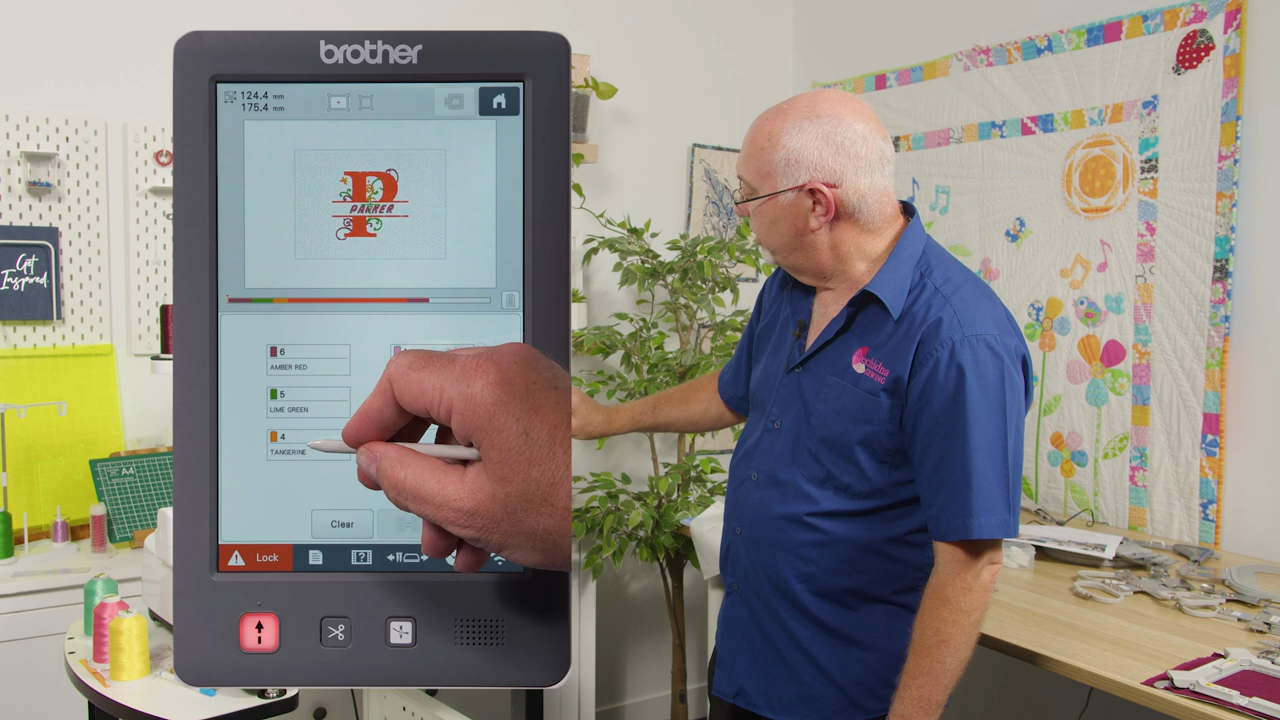 brother
124.4 mm
175.4 mm
P
PARKER
6
AMBER RED
5
LIME GREEN
4
TANGERINE
Clear
Lock
Get
Inspired.
A4
SEWING